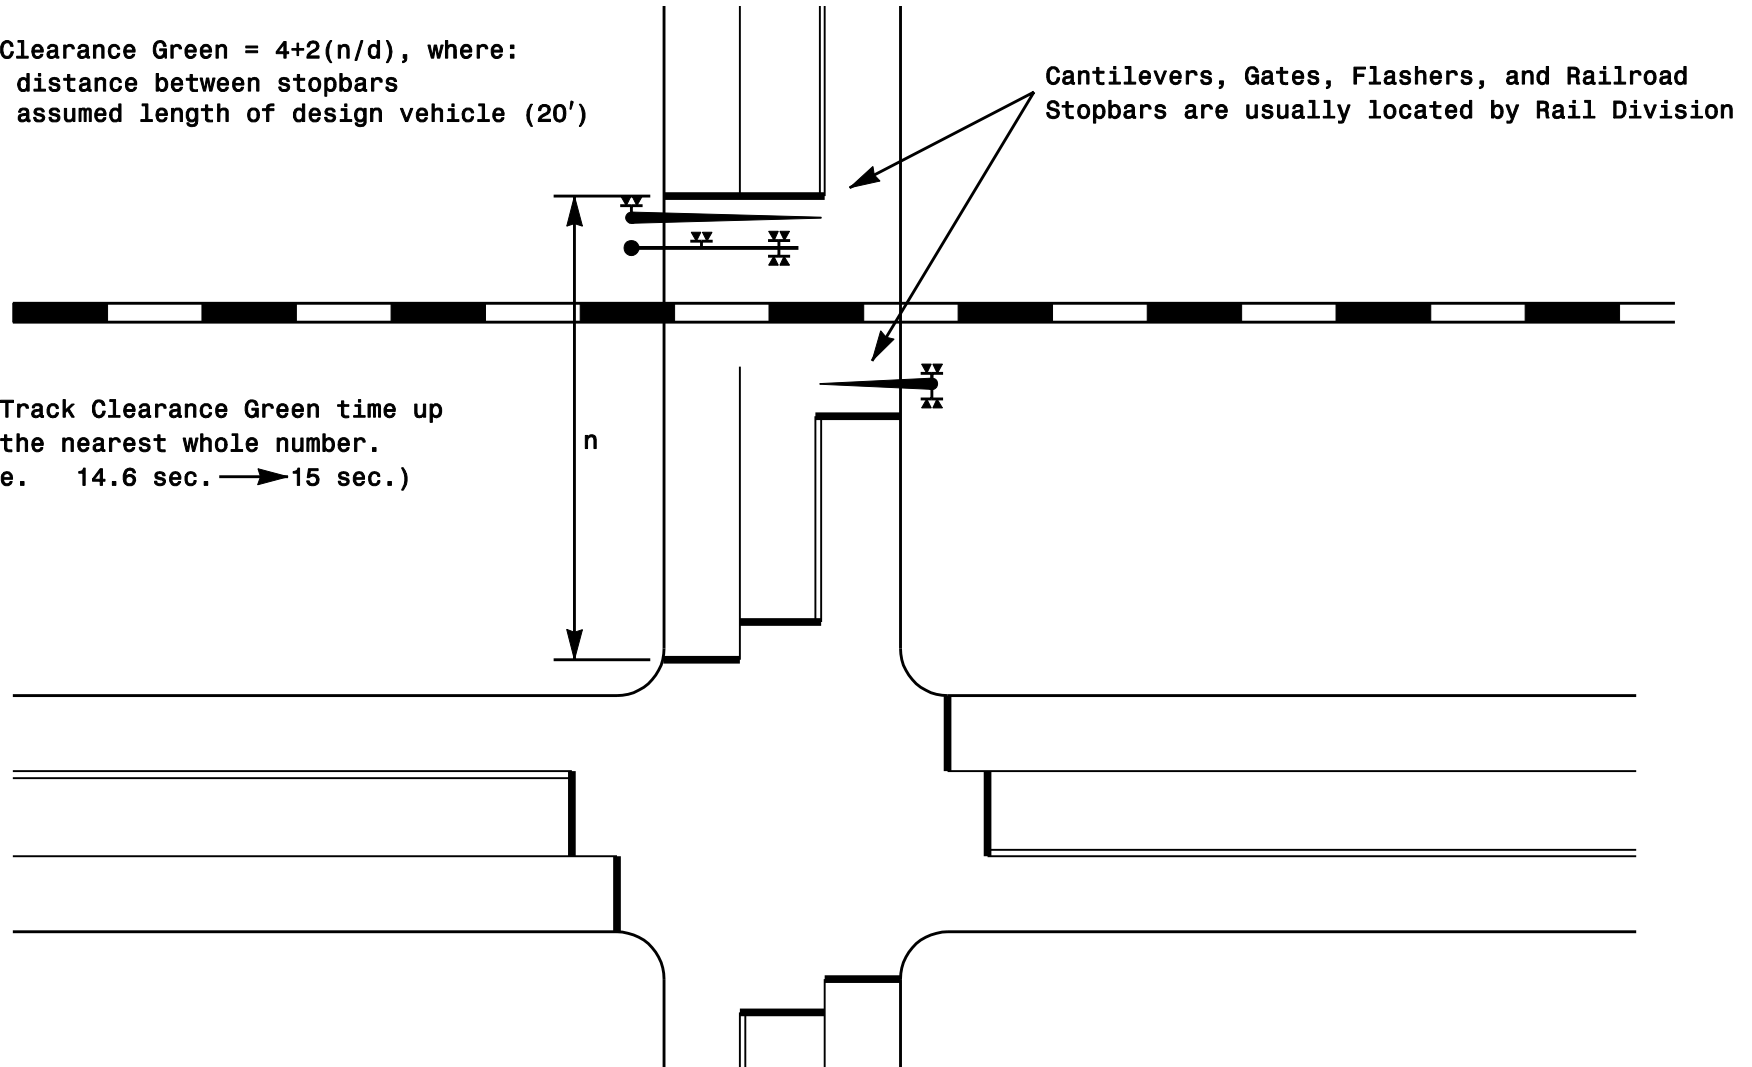 Clearance Green = 4+2(n/d), where:
distance between stopbars
assumed length of design vehicle (20')
Cantilevers, Gates, Flashers, and Railroad
Stopbars are usually located by Rail Division
Track Clearance Green time up
the nearest whole number.
e. 14.6 sec. 15 sec.)
n